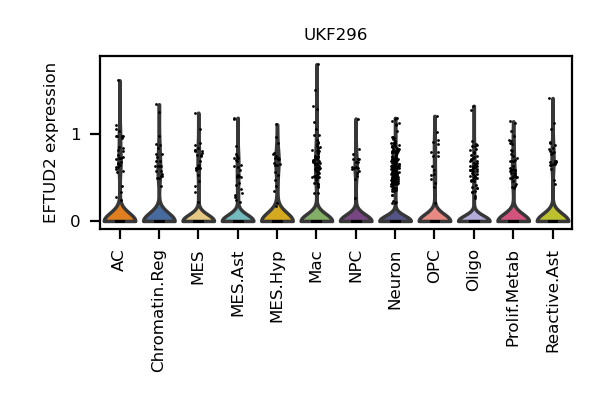 UKF296
EFTUD2 expression
1
0
AC
Chromatin.Reg
MES
MES.Ast
MES.Hyp
Mac
NPC
Neuron
OPC
Oligo
Prolif.Metab
Reactive.Ast